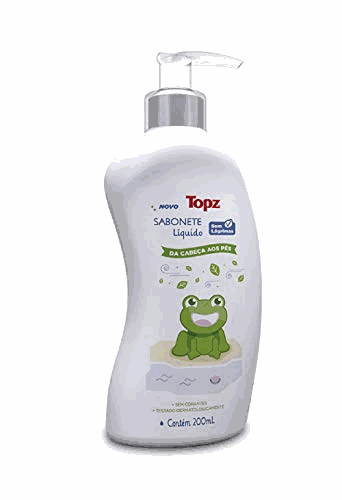 NOVO Topz
SABONETE
Líquido
Sem
Lágrimas
DA CABEÇA AOS PÉS
• SEM CORANTES
• TESTADO DERMATOLOGICAMENTE
Contém 200mL